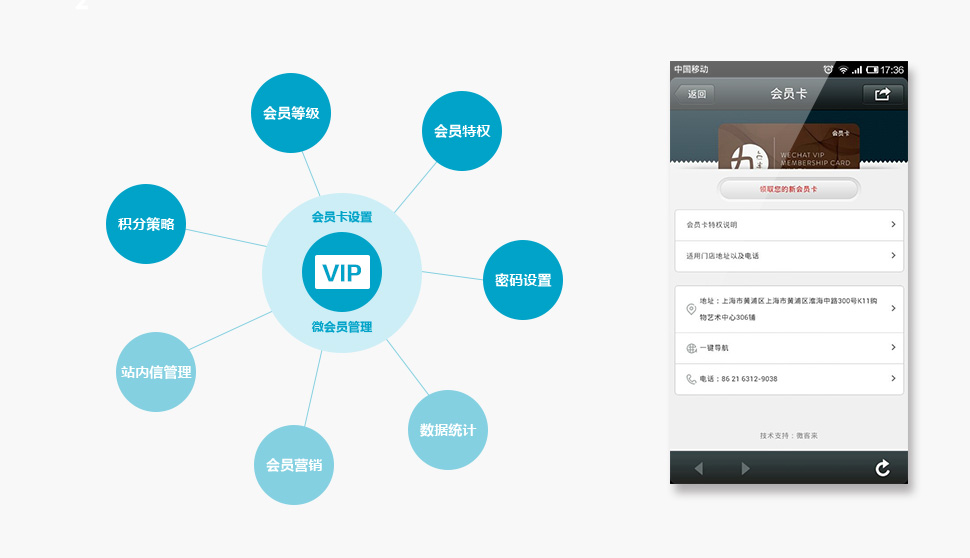 会员等级
会员特权
积分策略
会员卡设置
VIP
微会员管理
密码设置
站内信管理
数据统计
会员营销
中国移动
17:36
返回
会员卡
会员卡
WECHAT VIP
MEMBERSHIP CARD
领取您的新会员卡
会员卡特权说明
适用门店地址以及电话
地址：上海市黄浦区上海市黄浦区淮海中路300号K11购
物艺术中心306铺
一键导航
电话：86 21 6312-9038
技术支持：微客来